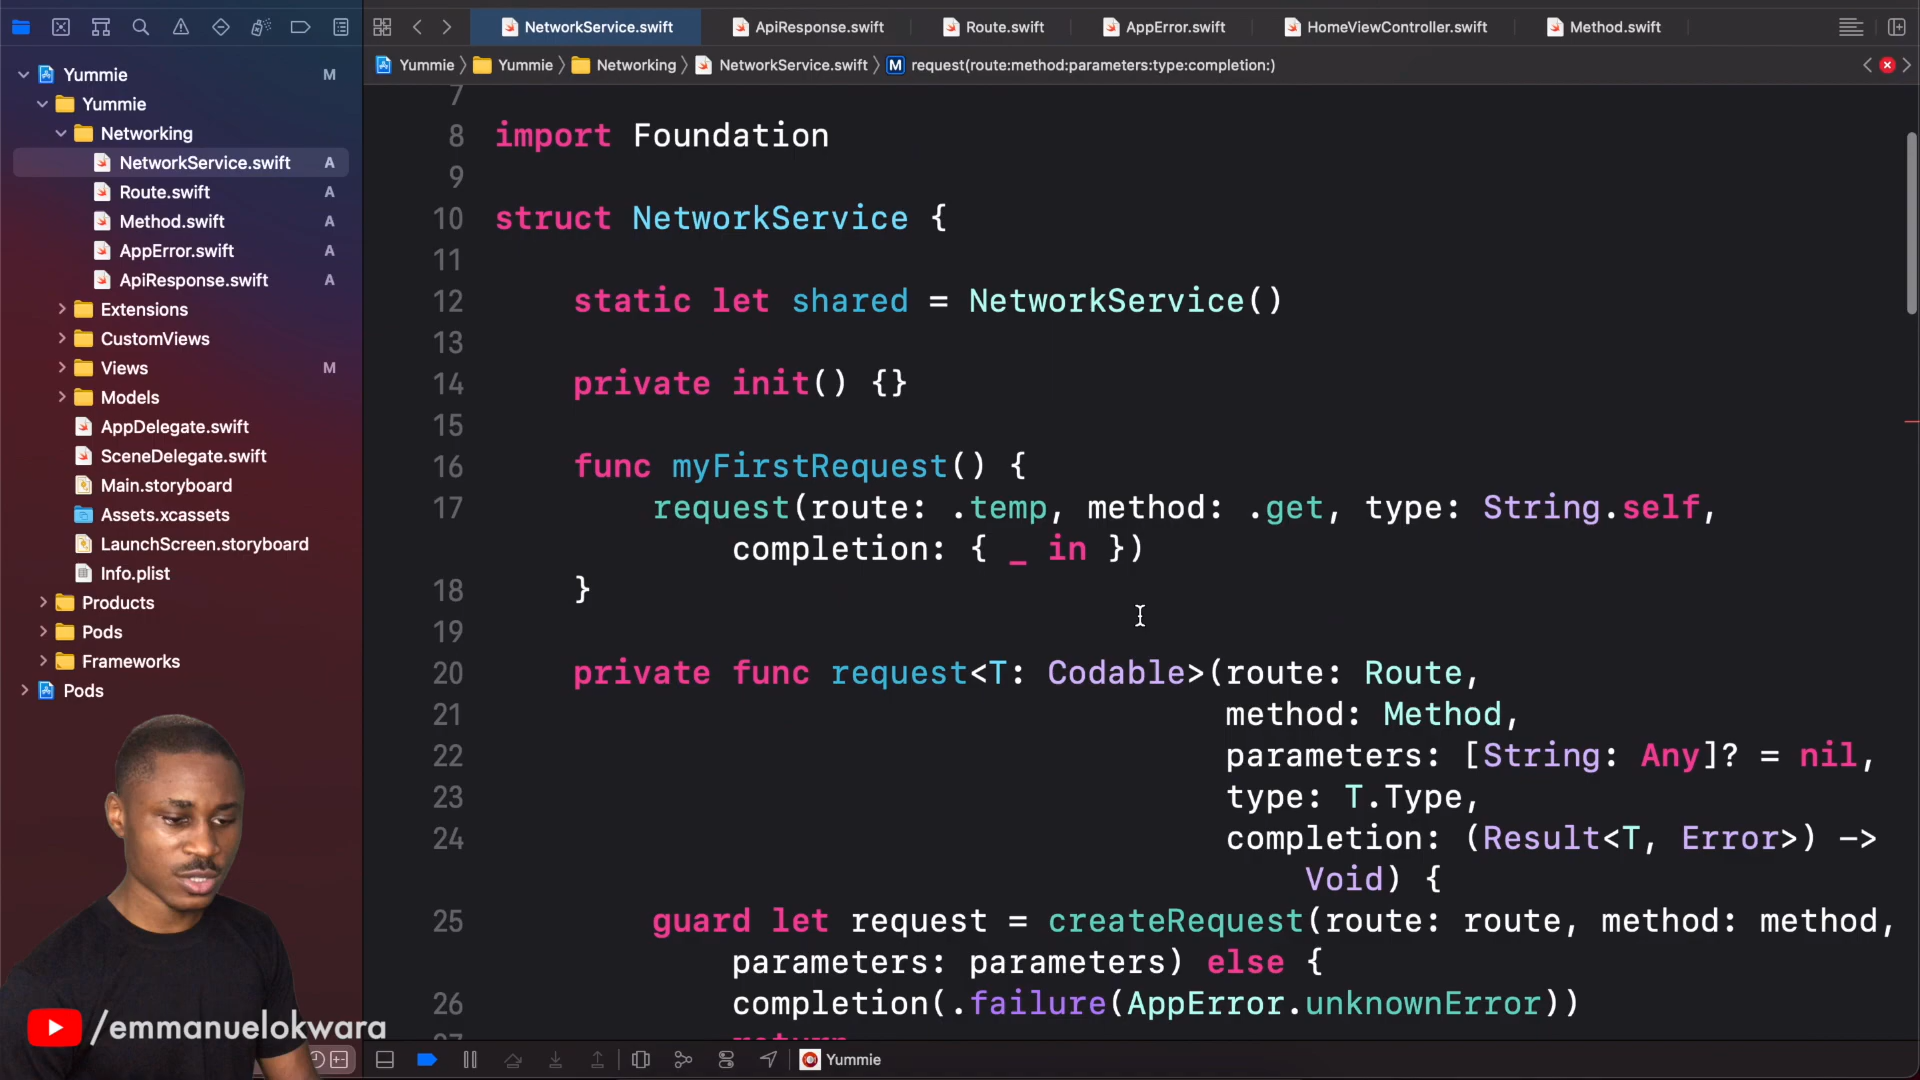 NetworkService.swift
ApiResponse.swift
Route.swift
AppError.swift
HomeViewController.swift
Method.swift
Yummie
Yummie
Networking
NetworkService.swift
M
request(route:method:parameters:type:completion:)
Yummie M
Yummie
Networking
NetworkService.swift A
Route.swift A
Method.swift A
AppError.swift A
ApiResponse.swift A
Extensions
CustomViews
Views M
Models
AppDelegate.swift
SceneDelegate.swift
Main.storyboard
Assets.xcassets
LaunchScreen.storyboard
Info.plist
Products
Pods
Frameworks
Pods
7
8 import Foundation
9
10 struct NetworkService {
11
12 static let shared = NetworkService()
13
14 private init() {}
15
16 func myFirstRequest() {
17 request(route: .temp, method: .get, type: String.self,
completion: { _ in })
18 }
19
20 private func request<T: Codable>(route: Route,
21 method: Method,
22 parameters: [String: Any]? = nil,
23 type: T.Type,
24 completion: (Result<T, Error>) ->
Void) {
25 guard let request = createRequest(route: route, method: method,
parameters: parameters) else {
26 completion(.failure(AppError.unknownError))
27 return
/emmanuelokwara
Yummie